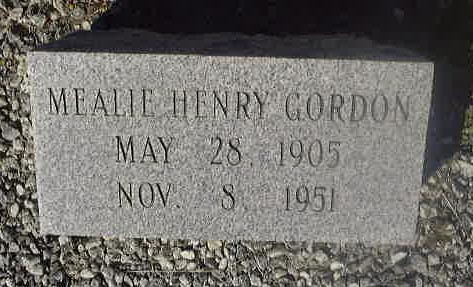 MEALIE HENRY GORDON
MAY 28, 1905
NOV. 8, 1951